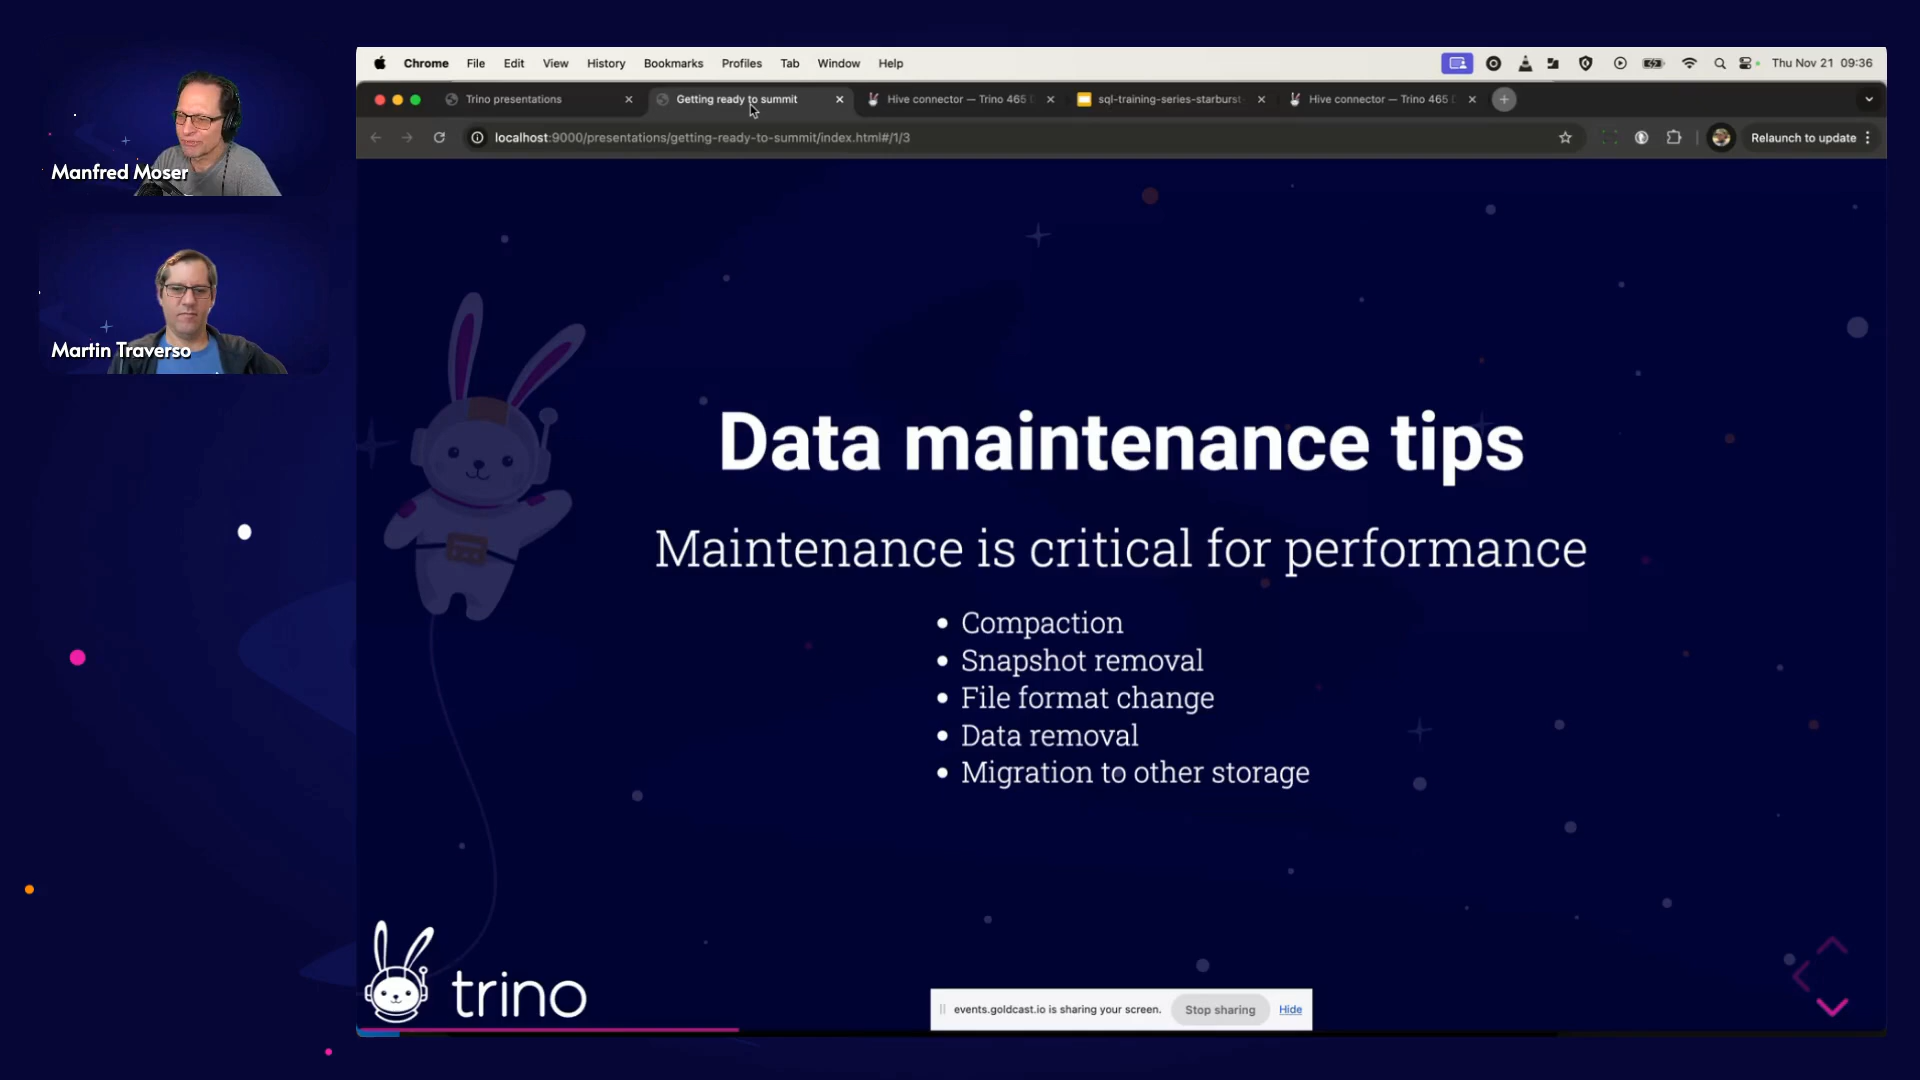 Chrome File Edit View History Bookmarks Profiles Tab Window Help
Thu Nov 21 09:36
Trino presentations
Getting ready to summit
Hive connector — Trino 465
sql-training-series-starburst
Hive connector — Trino 465
localhost:9000/presentations/getting-ready-to-summit/index.html#/1/3
Relaunch to update
Manfred Moser
Martin Traverso
Data maintenance tips
Maintenance is critical for performance
• Compaction
• Snapshot removal
• File format change
• Data removal
• Migration to other storage
trino
events.goldcast.io is sharing your screen.
Stop sharing
Hide